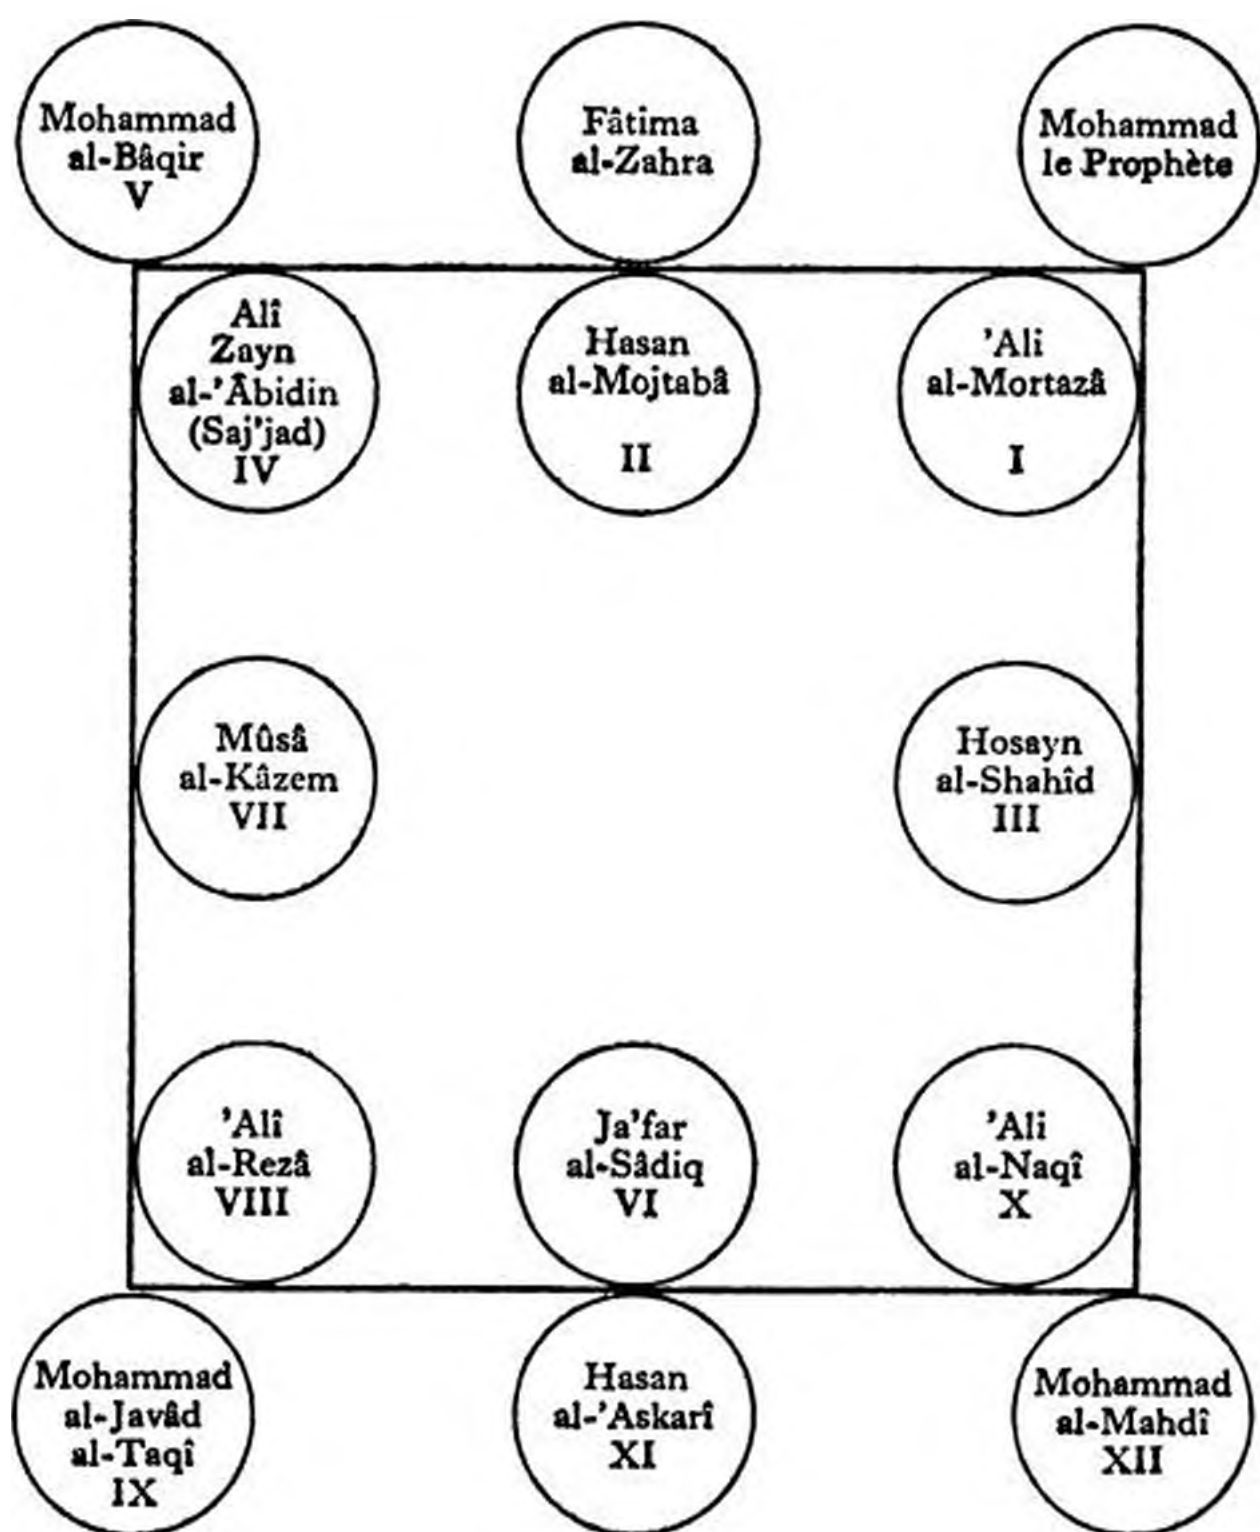 Mohammad
al-Bâqir
V
Fâtima
al-Zahra
Mohammad
le Prophète
Alî
Zayn
al-’Âbidin
(Saj’jad)
IV
Hasan
al-Mojtabâ
II
’Ali
al-Mortazâ
I
Mûsâ
al-Kâzem
VII
Hosayn
al-Shahîd
III
’Alî
al-Rezâ
VIII
Ja’far
al-Sâdiq
VI
’Ali
al-Naqî
X
Mohammad
al-Javâd
al-Taqî
IX
Hasan
al-’Askarî
XI
Mohammad
al-Mahdî
XII